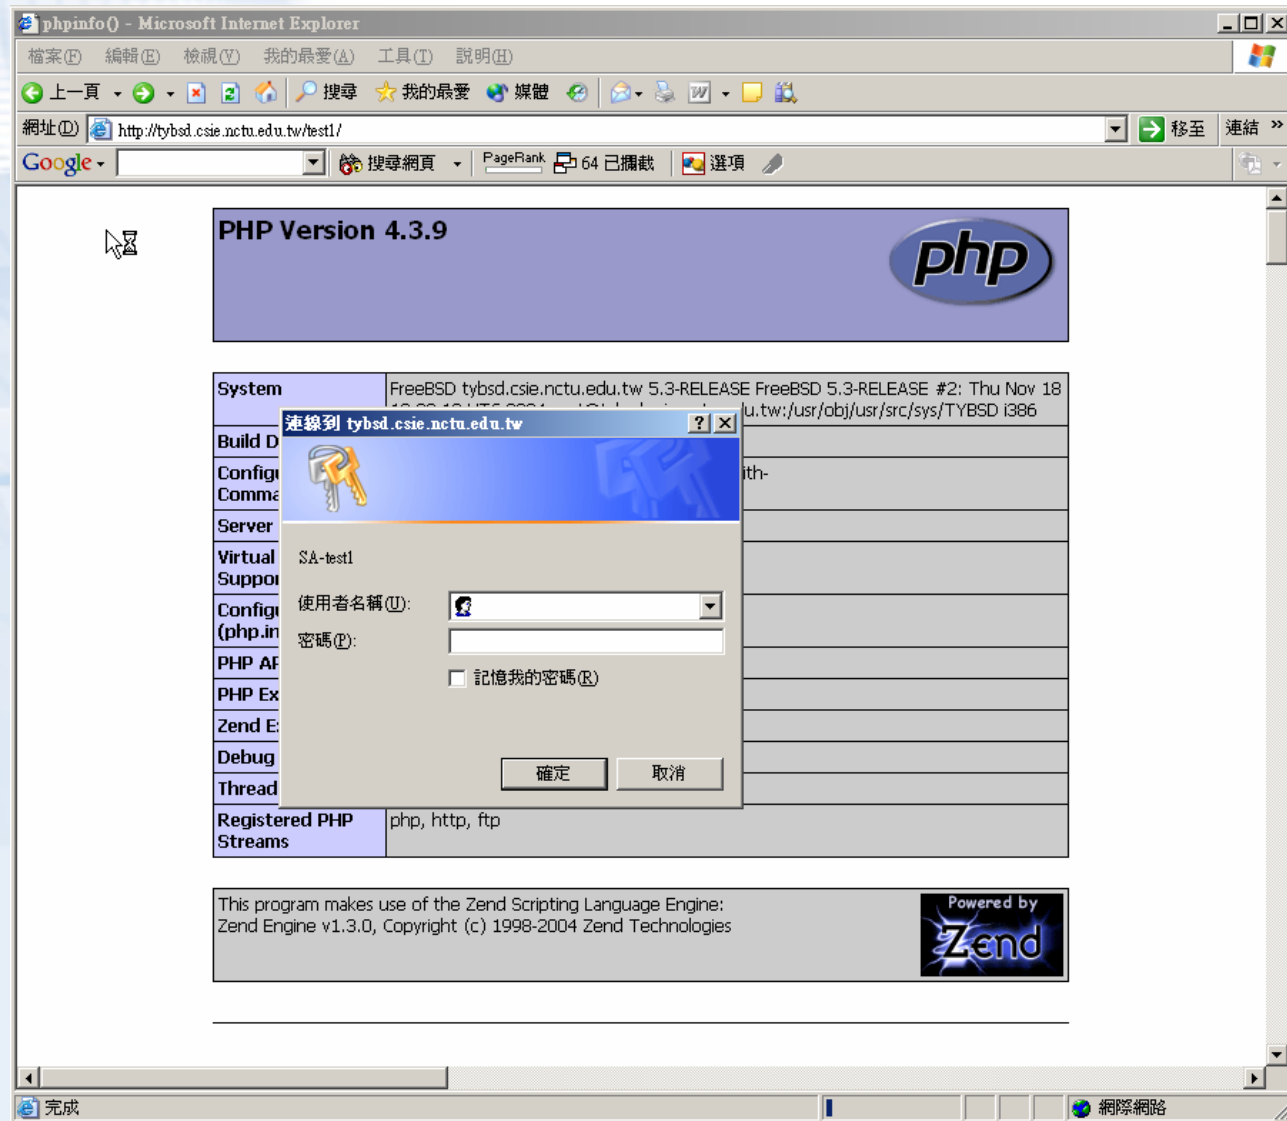 phpinfo() - Microsoft Internet Explorer
檔案(F) 編輯(E) 檢視(V) 我的最愛(A) 工具(T) 說明(H)
上一頁 搜尋 我的最愛 媒體
網址(D) http://tybsd.csie.nctu.edu.tw/test1/ 移至 連結 »
Google 搜尋網頁 PageRank 64 已攔截 選項
PHP Version 4.3.9
php
System FreeBSD tybsd.csie.nctu.edu.tw 5.3-RELEASE FreeBSD 5.3-RELEASE #2: Thu Nov 18
u.tw:/usr/obj/usr/src/sys/TYBSD i386
連線到 tybsd.csie.nctu.edu.tw
Build D
Configu ith-
Comma
Server
Virtual
Suppor
Configu
(php.in
PHP AP
PHP Ex
Zend E
Debug
Thread
SA-test1
使用者名稱(U):
密碼(P):
記憶我的密碼(R)
確定 取消
Registered PHP php, http, ftp
Streams
This program makes use of the Zend Scripting Language Engine:
Zend Engine v1.3.0, Copyright (c) 1998-2004 Zend Technologies
Powered by
Zend
完成 網際網路